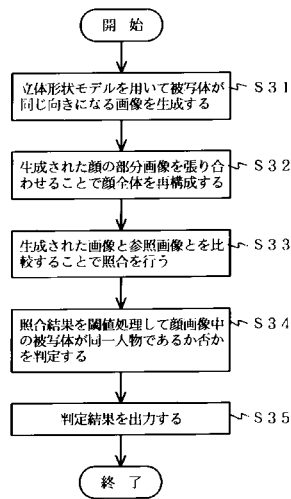 開 始
立体形状モデルを用いて被写体が
同じ向きになる画像を生成する
S31
生成された顔の部分画像を張り合
わせることで顔全体を再構成する
S32
生成された画像と参照画像とを比
較することで照合を行う
S33
照合結果を閾値処理して顔画像中
の被写体が同一人物であるか否か
を判定する
S34
判定結果を出力する
S35
終 了